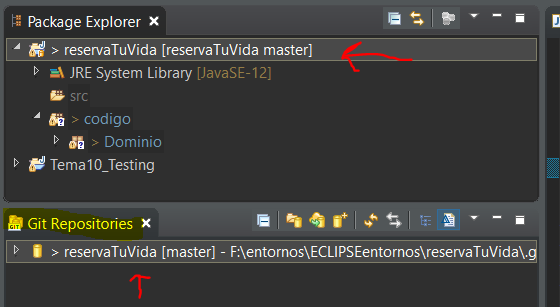 Package Explorer
> reservaTuVida [reservaTuVida master]
JRE System Library [JavaSE-12]
src
> codigo
> Dominio
Tema10_Testing
Git Repositories
> reservaTuVida [master] - F:\entornos\ECLIPSEentornos\reservaTuVida\.g